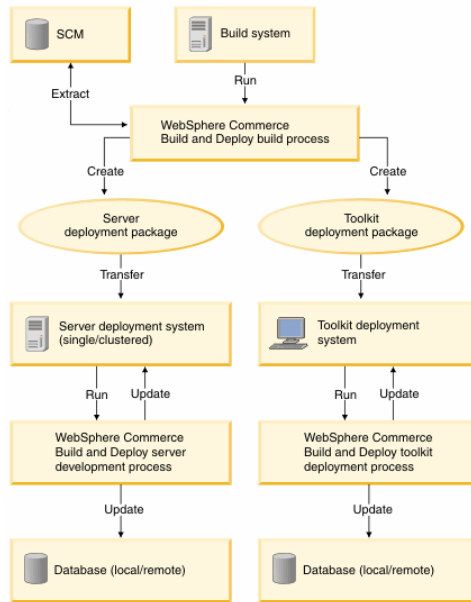 SCM
Build system
Run
Extract
WebSphere Commerce
Build and Deploy build process
Create
Create
Server
deployment package
Toolkit
deployment package
Transfer
Transfer
Server deployment system
(single/clustered)
Toolkit deployment
system
Run
Update
Run
Update
WebSphere Commerce
Build and Deploy server
development process
WebSphere Commerce
Build and Deploy toolkit
deployment process
Update
Update
Database (local/remote)
Database (local/remote)